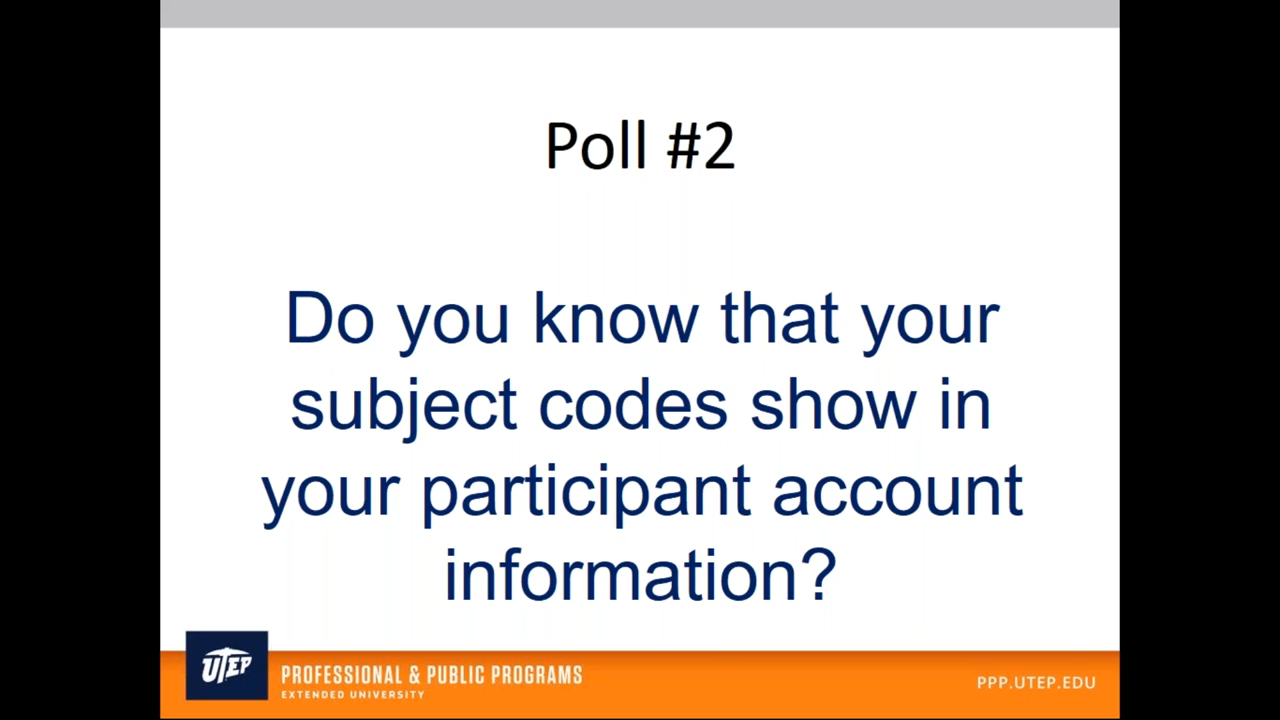 Poll #2
Do you know that your
subject codes show in
your participant account
information?
UTEP
PROFESSIONAL & PUBLIC PROGRAMS
EXTENDED UNIVERSITY
PPP.UTEP.EDU